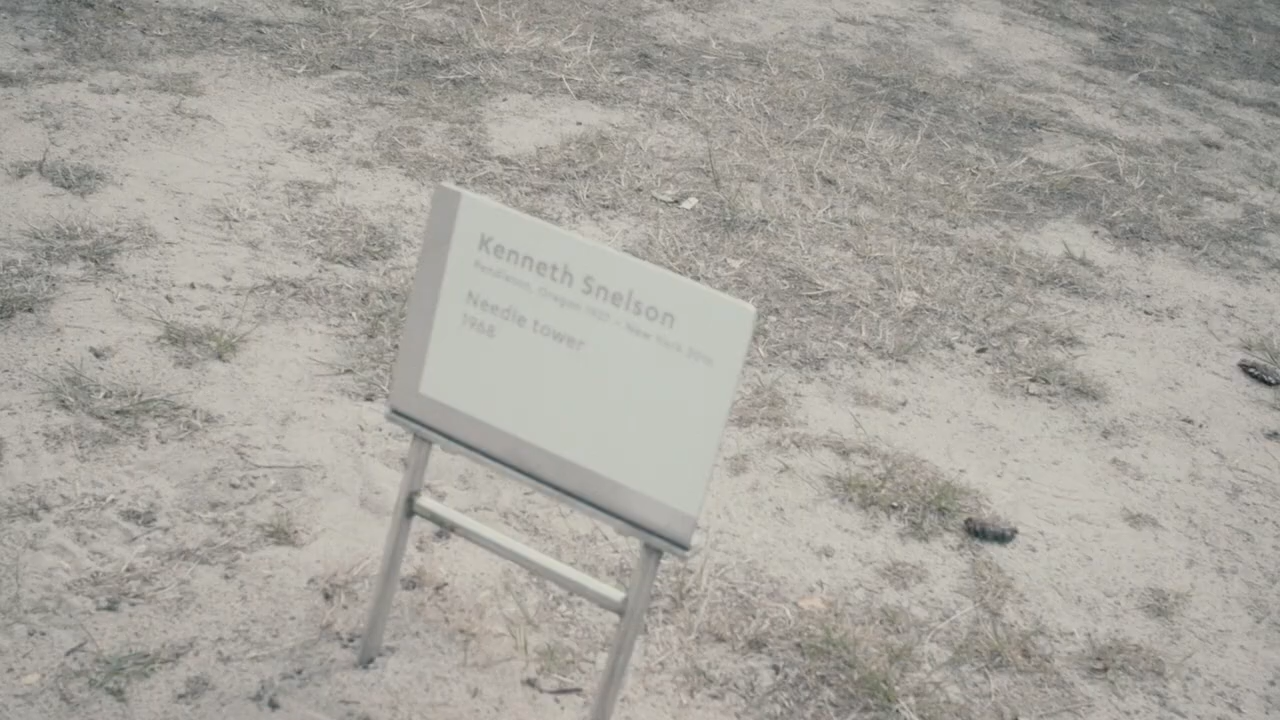 Kenneth Snelson
Pendleton, Oregon 1927 – New York 2016
Needle tower
1968